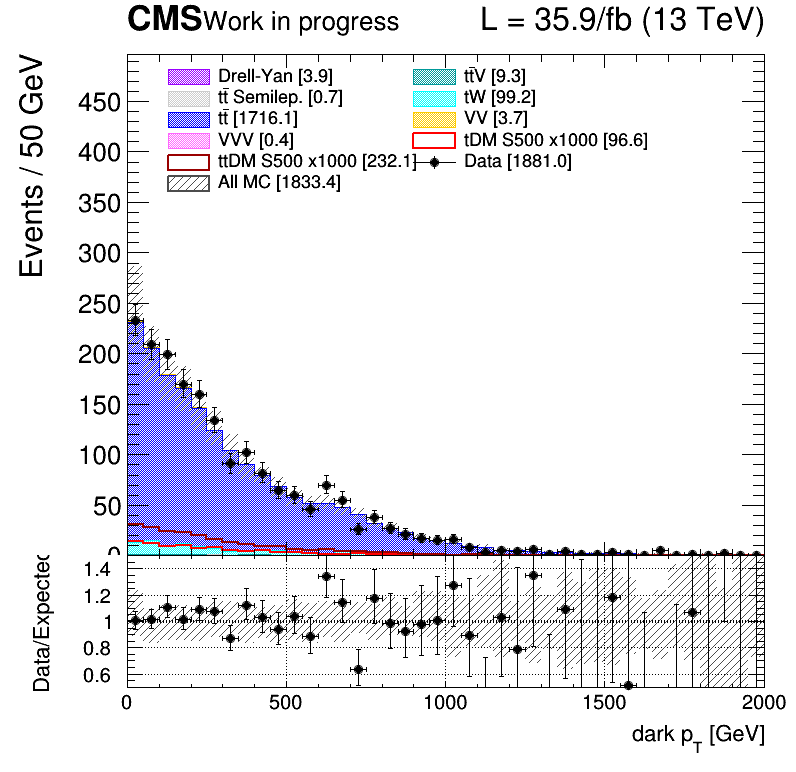 CMS Work in progress L = 35.9/fb (13 TeV)
Drell-Yan [3.9] tt̄V [9.3]
tt̄ Semilep. [0.7] tW [99.2]
tt̄ [1716.1] VV [3.7]
VVV [0.4] tDM S500 x1000 [96.6]
ttDM S500 x1000 [232.1] Data [1881.0]
All MC [1833.4]
Events / 50 GeV
450
400
350
300
250
200
150
100
50
0
Data/Expected
1.4
1.2
1
0.8
0.6
0 500 1000 1500 2000
dark p_T [GeV]